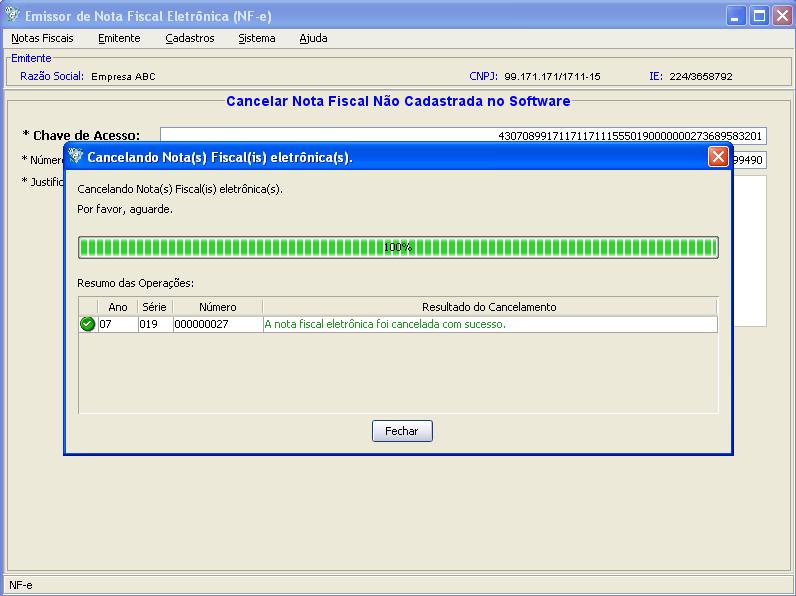 Emissor de Nota Fiscal Eletrônica (NF-e)
Notas Fiscais Emitente Cadastros Sistema Ajuda
Emitente
Razão Social: Empresa ABC CNPJ: 99.171.171/1711-15 IE: 224/3658792
Cancelar Nota Fiscal Não Cadastrada no Software
* Chave de Acesso: 43070899171171171115550190000000273689583201
* Númer 99490
* Justific
Cancelando Nota(s) Fiscal(is) eletrônica(s).
Cancelando Nota(s) Fiscal(is) eletrônica(s).
Por favor, aguarde.
100%
Resumo das Operações:
Ano Série Número Resultado do Cancelamento
07 019 000000027 A nota fiscal eletrônica foi cancelada com sucesso.
Fechar
NF-e